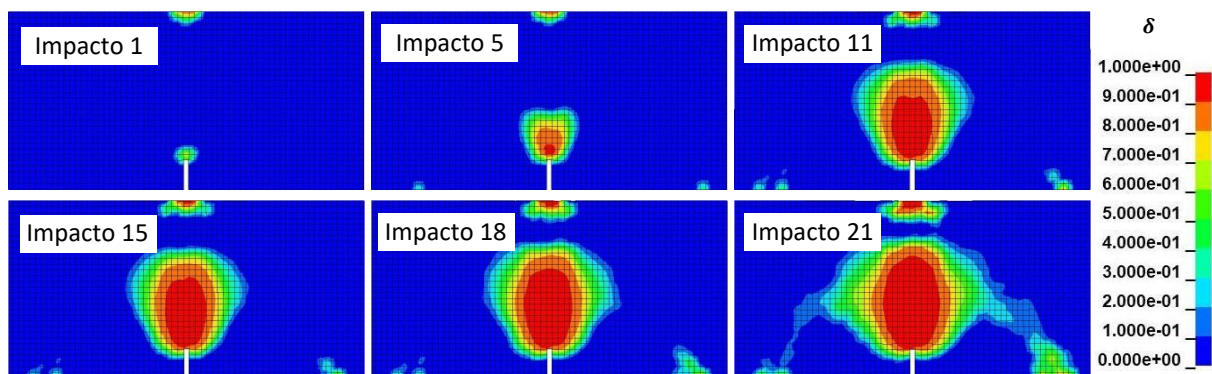 Impacto 1
Impacto 5
Impacto 11
δ
1.000e+00
9.000e-01
8.000e-01
7.000e-01
6.000e-01
5.000e-01
4.000e-01
3.000e-01
2.000e-01
1.000e-01
0.000e+00
Impacto 15
Impacto 18
Impacto 21